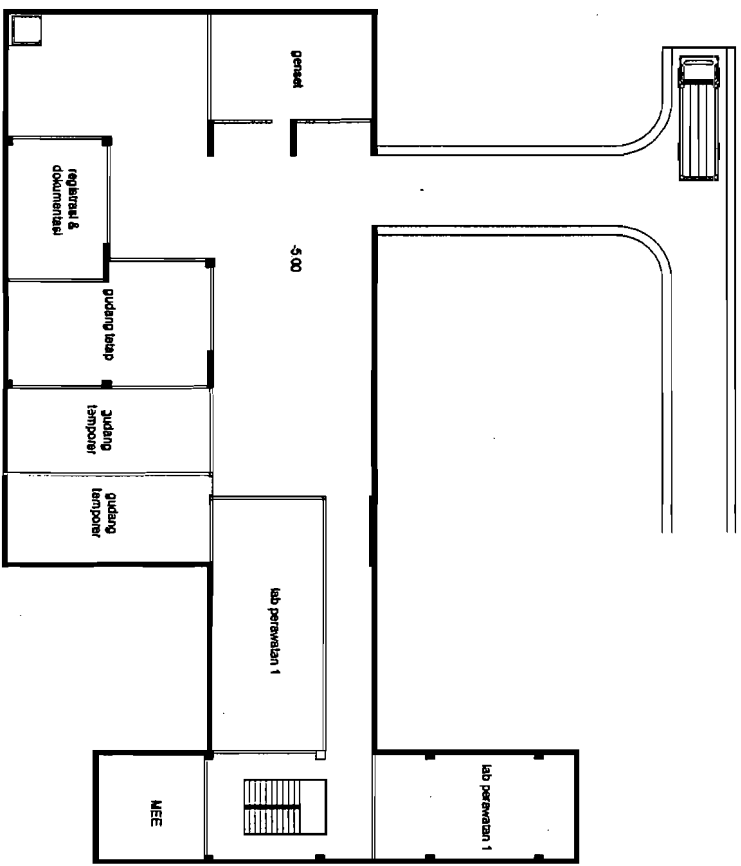 genset
registrasi &
dokumentasi
-5.00
gudang tetap
gudang
temporer
gudang
temporer
lab perawatan 1
lab perawatan 1
MEE